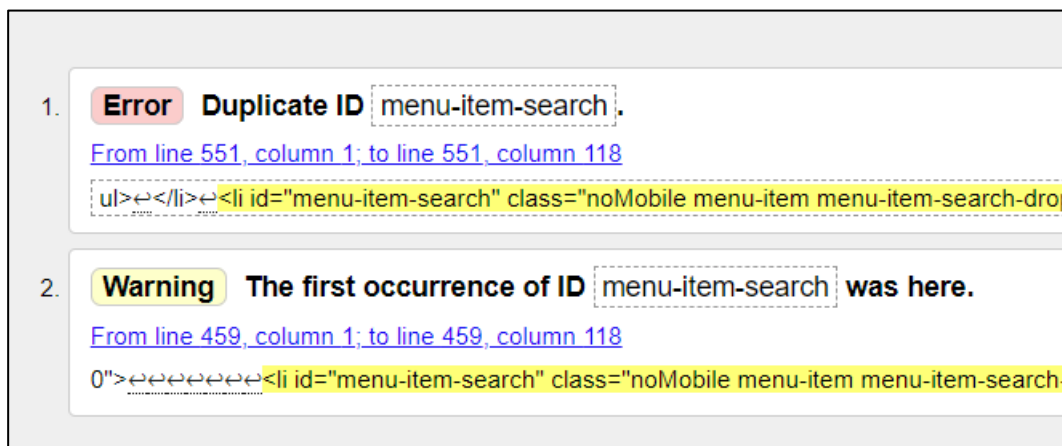 1. Error Duplicate ID menu-item-search.
From line 551, column 1; to line 551, column 118
ul>↩</li>↩<li id="menu-item-search" class="noMobile menu-item menu-item-search-dro
2. Warning The first occurrence of ID menu-item-search was here.
From line 459, column 1; to line 459, column 118
0">↩↩↩↩↩↩↩<li id="menu-item-search" class="noMobile menu-item menu-item-search-